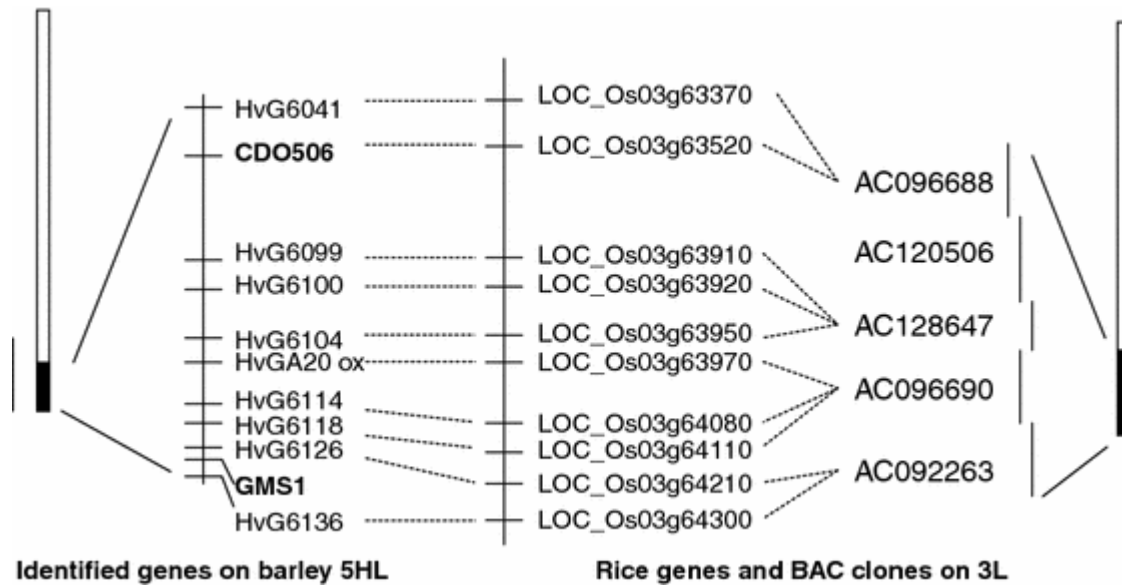 HvG6041
CDO506
HvG6099
HvG6100
HvG6104
HvGA20 ox
HvG6114
HvG6118
HvG6126
GMS1
HvG6136
LOC_Os03g63370
LOC_Os03g63520
LOC_Os03g63910
LOC_Os03g63920
LOC_Os03g63950
LOC_Os03g63970
LOC_Os03g64080
LOC_Os03g64110
LOC_Os03g64210
LOC_Os03g64300
AC096688
AC120506
AC128647
AC096690
AC092263
Identified genes on barley 5HL
Rice genes and BAC clones on 3L